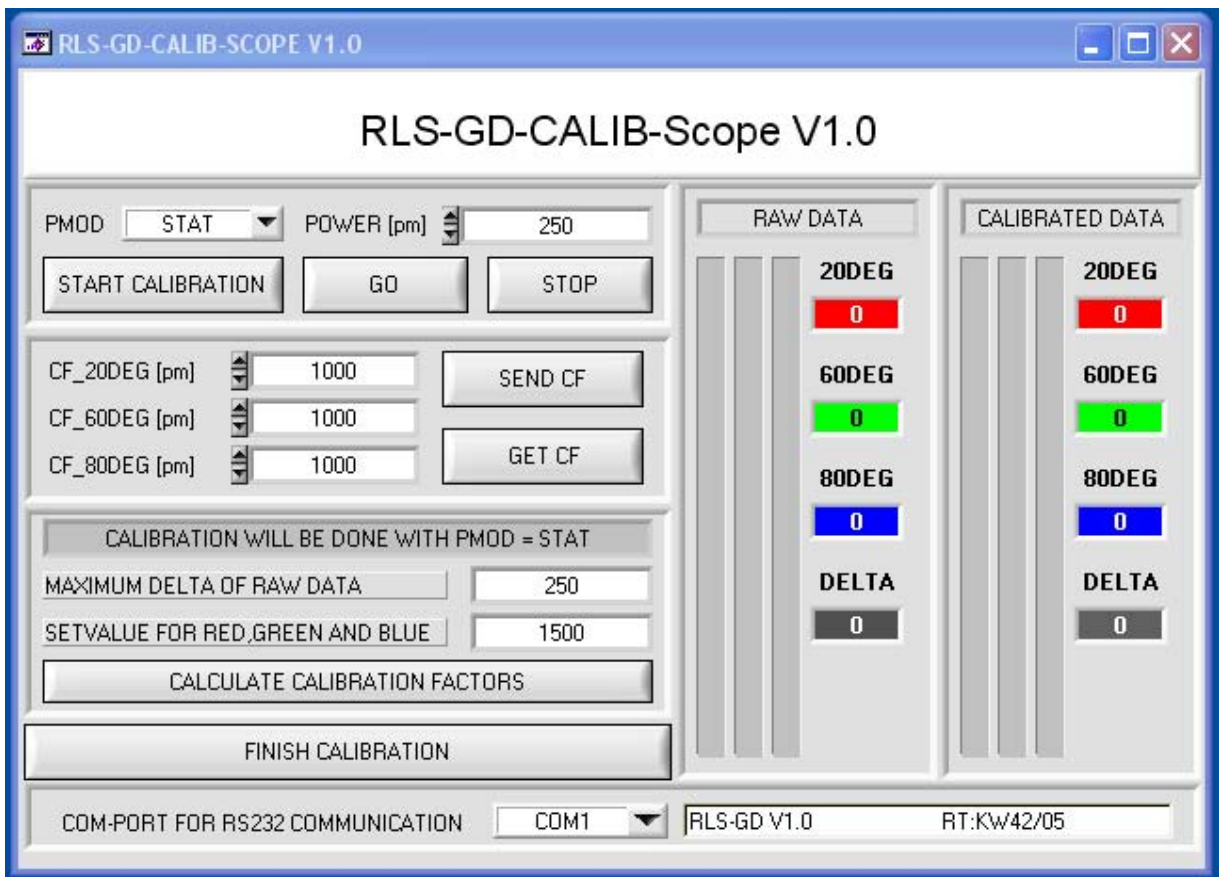 RLS-GD-CALIB-SCOPE V1.0
RLS-GD-CALIB-Scope V1.0
PMOD STAT POWER [pm] 250
START CALIBRATION GO STOP
CF_20DEG [pm] 1000 SEND CF
CF_60DEG [pm] 1000
CF_80DEG [pm] 1000 GET CF
CALIBRATION WILL BE DONE WITH PMOD = STAT
MAXIMUM DELTA OF RAW DATA 250
SETVALUE FOR RED,GREEN AND BLUE 1500
CALCULATE CALIBRATION FACTORS
FINISH CALIBRATION
RAW DATA
20DEG
0
60DEG
0
80DEG
0
DELTA
0
CALIBRATED DATA
20DEG
0
60DEG
0
80DEG
0
DELTA
0
COM-PORT FOR RS232 COMMUNICATION COM1 RLS-GD V1.0 RT:KW42/05